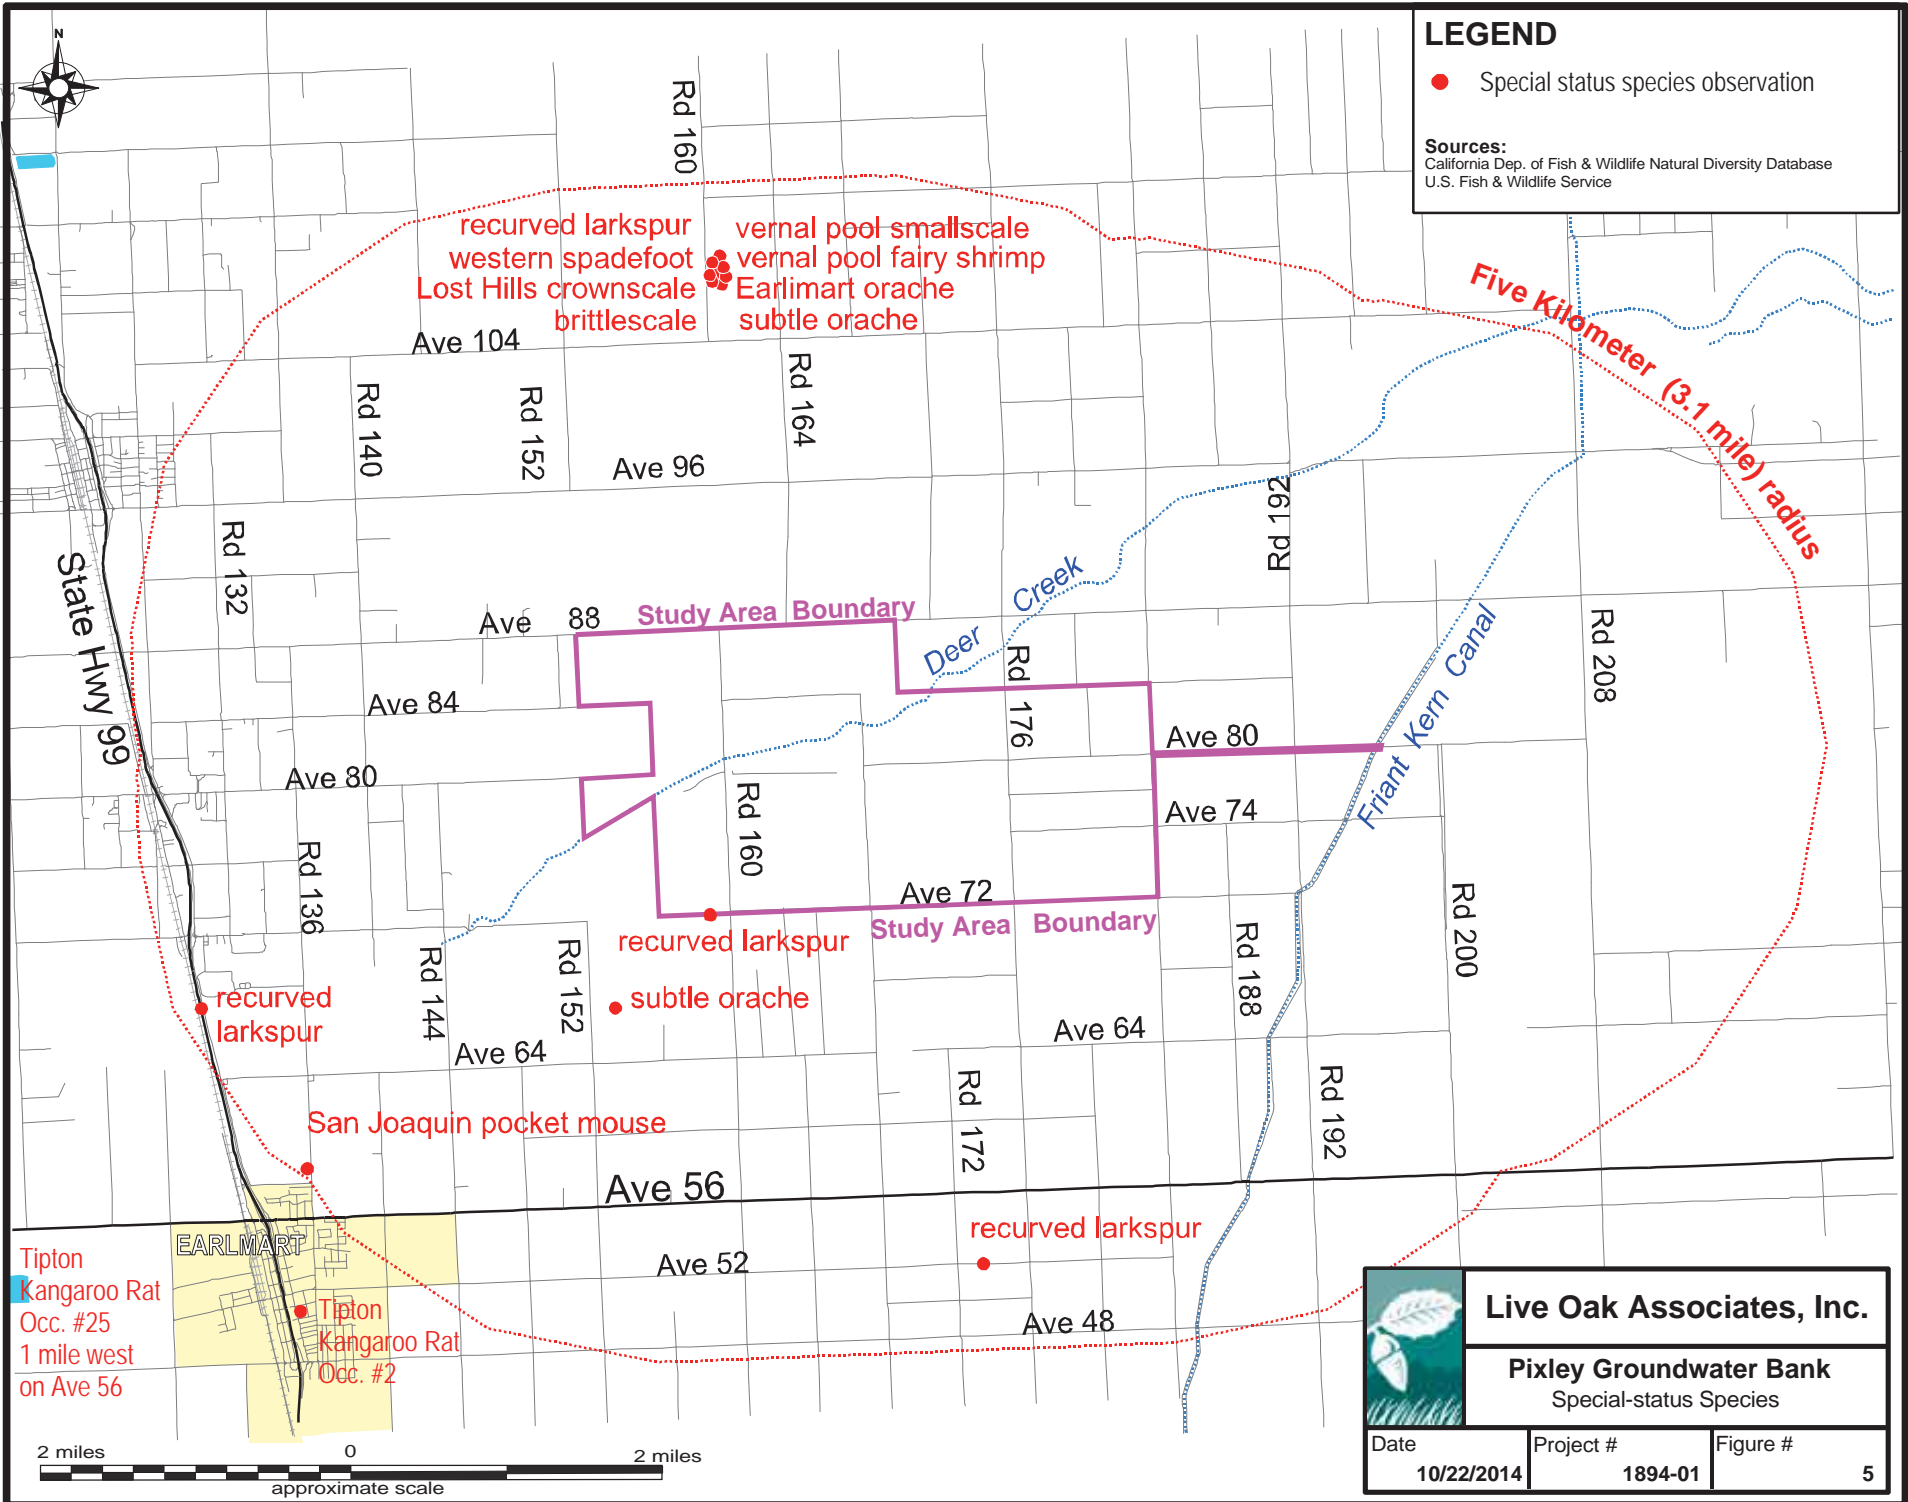 N
LEGEND
Special status species observation
Sources:
California Dep. of Fish & Wildlife Natural Diversity Database
U.S. Fish & Wildlife Service
Rd 160
recurved larkspur
western spadefoot
Lost Hills crownscale
brittlescale
vernal pool smallscale
vernal pool fairy shrimp
Earlimart orache
subtle orache
Five Kilometer (3.1 mile) radius
Ave 104
Rd 140
Rd 152
Rd 164
Ave 96
Rd 192
Rd 132
State Hwy 99
Ave 88
Study Area Boundary
Deer Creek
Rd 176
Friant Kern Canal
Rd 208
Ave 84
Ave 80
Ave 80
Ave 74
Rd 160
Rd 136
Ave 72
Study Area Boundary
recurved larkspur
Rd 144
Rd 152
Rd 188
Rd 200
recurved
larkspur
subtle orache
Ave 64
Ave 64
Rd 172
Rd 192
San Joaquin pocket mouse
Ave 56
EARLMART
recurved larkspur
Ave 52
Ave 48
Tipton
Kangaroo Rat
Occ. #25
1 mile west
on Ave 56
Tipton
Kangaroo Rat
Occ. #2
2 miles
0
2 miles
approximate scale
Live Oak Associates, Inc.
Pixley Groundwater Bank
Special-status Species
Date
10/22/2014
Project #
1894-01
Figure #
5